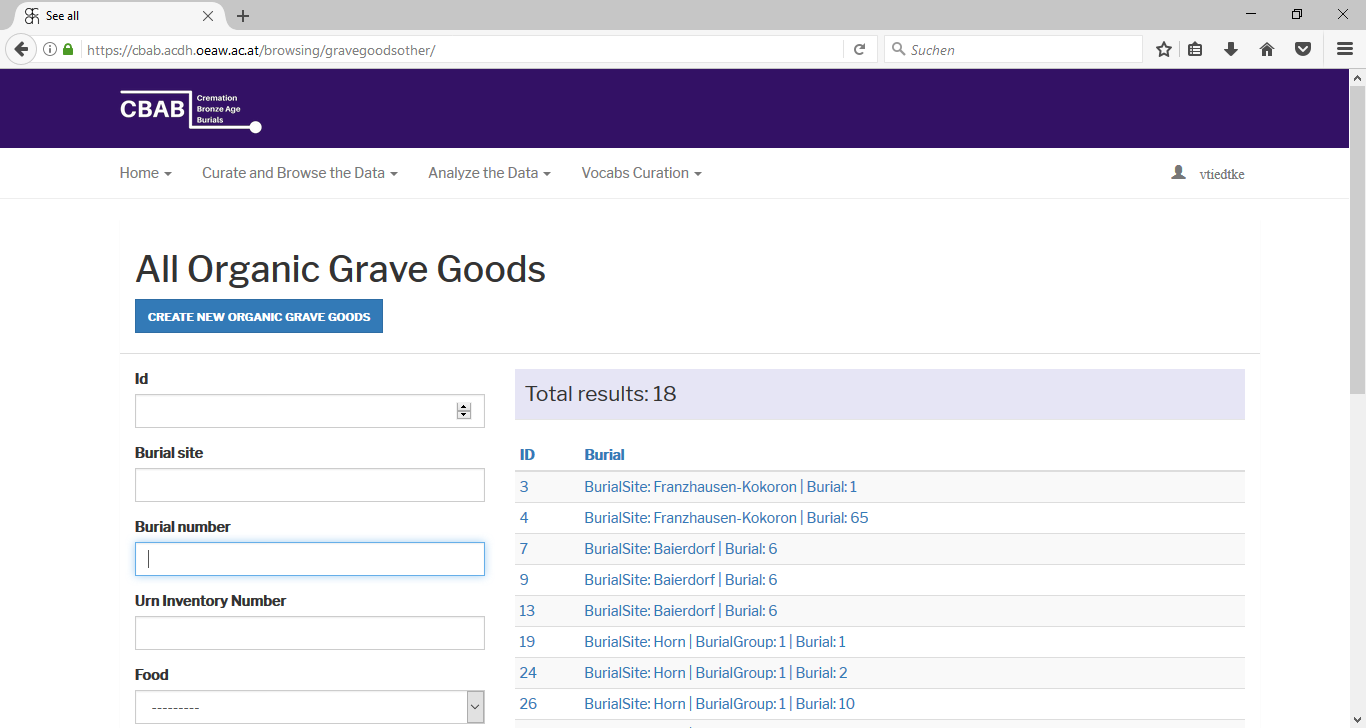 See all
https://cbab.acdh.oeaw.ac.at/browsing/gravegoodsother/
Suchen
CBAB
Cremation
Bronze Age
Burials
Home
Curate and Browse the Data
Analyze the Data
Vocabs Curation
vtiedtke
All Organic Grave Goods
CREATE NEW ORGANIC GRAVE GOODS
Id
Burial site
Burial number
Urn Inventory Number
Food
---------
Total results: 18
ID Burial
3 BurialSite: Franzhausen-Kokoron | Burial: 1
4 BurialSite: Franzhausen-Kokoron | Burial: 65
7 BurialSite: Baierdorf | Burial: 6
9 BurialSite: Baierdorf | Burial: 6
13 BurialSite: Baierdorf | Burial: 6
19 BurialSite: Horn | BurialGroup: 1 | Burial: 1
24 BurialSite: Horn | BurialGroup: 1 | Burial: 2
26 BurialSite: Horn | BurialGroup: 1 | Burial: 10